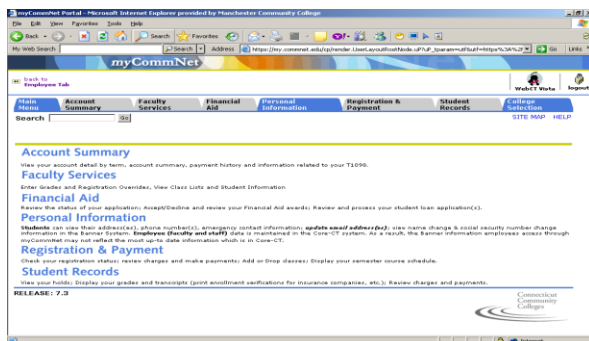 myCommNet Portal - Microsoft Internet Explorer provided by Manchester Community College
File Edit View Favorites Tools Help
Back Search Favorites
My Web Search Search Address Go Links
myCommNet
back to
Employee Tab
WebCT Vista logout
Main Menu
Account Summary
Faculty Services
Financial Aid
Personal Information
Registration & Payment
Student Records
College Selection
Search Go
SITE MAP HELP
Account Summary
View your account detail by term, account summary, payment history and information related to your T1098.
Faculty Services
Enter Grades and Registration Overrides, View Class Lists and Student Information
Financial Aid
Review the status of your application; Accept/Decline and review your Financial Aid awards; Review and process your student loan application(s).
Personal Information
Students can view their address(es), phone number(s), emergency contact information; update email address(es); view name change & social security number change
information in the Banner System. Employee (faculty and staff) data is maintained in the Core-CT system. As a result, the Banner information employees access through
myCommNet may not reflect the most up-to date information which is in Core-CT.
Registration & Payment
Check your registration status; review charges and make payments; Add or Drop classes; Display your semester course schedule.
Student Records
View your holds; Display your grades and transcripts (print enrollment verifications for insurance companies, etc.); Review charges and payments.
RELEASE: 7.3
Connecticut
Community
Colleges
Internet